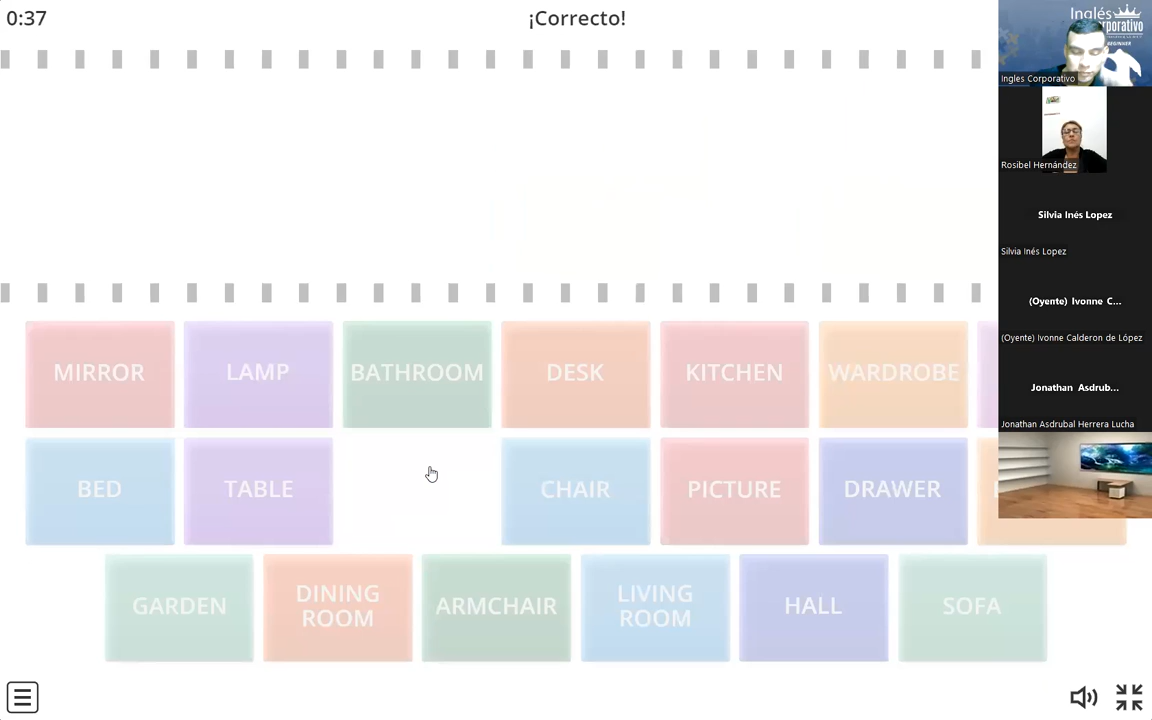 0:37
¡Correcto!
Inglés
Corporativo
BEGINNER
Ingles Corporativo
Rosibel Hernández
Silvia Inés Lopez
Silvia Inés Lopez
(Oyente) Ivonne C...
(Oyente) Ivonne Calderon de López
Jonathan Asdrub...
Jonathan Asdrubal Herrera Lucha
MIRROR
LAMP
BATHROOM
DESK
KITCHEN
WARDROBE
BED
TABLE
CHAIR
PICTURE
DRAWER
GARDEN
DINING
ROOM
ARMCHAIR
LIVING
ROOM
HALL
SOFA